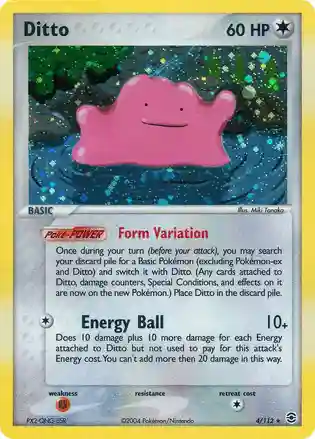 Ditto 60 HP
BASIC Illus. Miki Tanaka
Poké-POWER Form Variation
Once during your turn (before your attack), you may search
your discard pile for a Basic Pokémon (excluding Pokémon-ex
and Ditto) and switch it with Ditto. (Any cards attached to
Ditto, damage counters, Special Conditions, and effects on it
are now on the new Pokémon.) Place Ditto in the discard pile.
Energy Ball 10+
Does 10 damage plus 10 more damage for each Energy
attached to Ditto but not used to pay for this attack's
Energy cost. You can't add more then 20 damage in this way.
weakness resistance retreat cost
©2004 Pokémon/Nintendo 4/112 ★